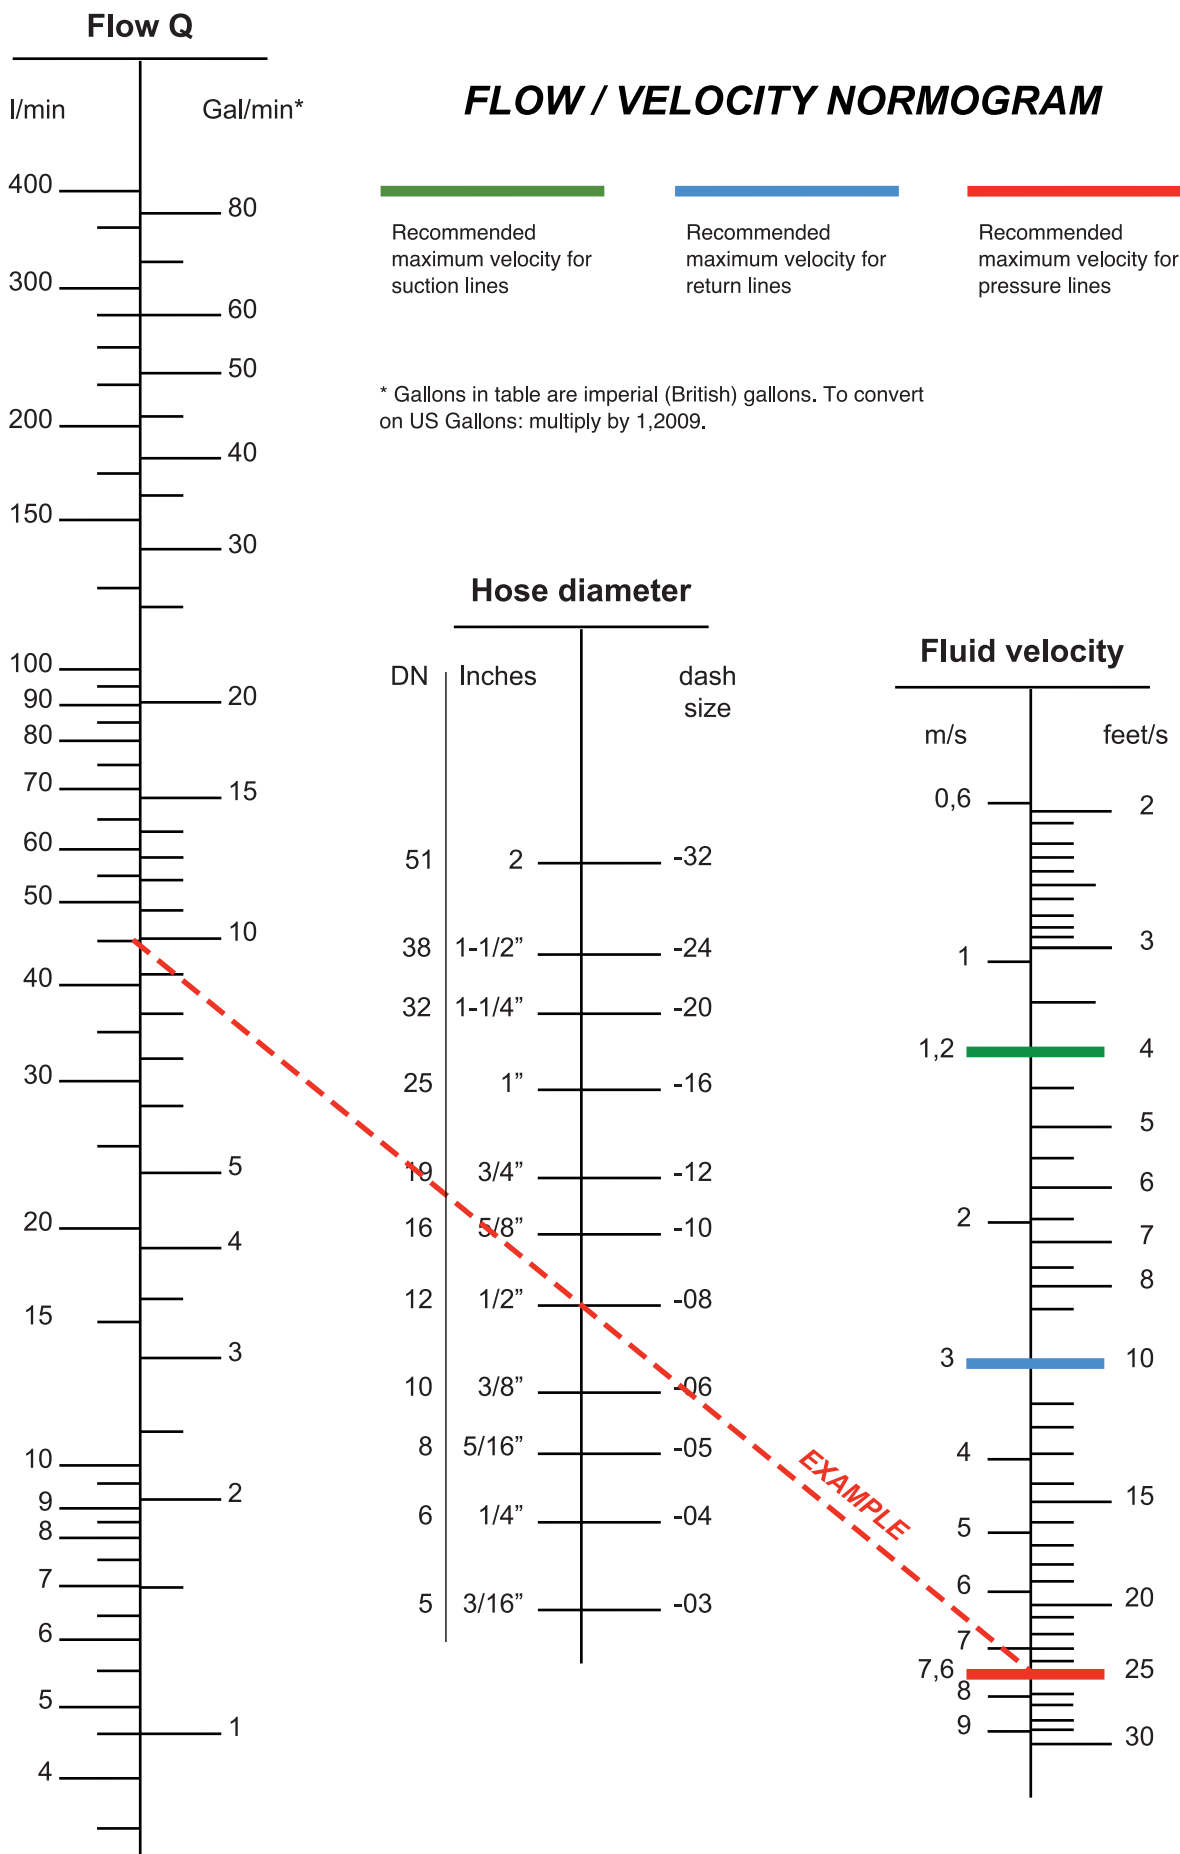 Flow Q
l/min Gal/min*
FLOW / VELOCITY NORMOGRAM
Recommended
maximum velocity for
suction lines
Recommended
maximum velocity for
return lines
Recommended
maximum velocity for
pressure lines
* Gallons in table are imperial (British) gallons. To convert
on US Gallons: multiply by 1,2009.
400
300
200
150
100
90
80
70
60
50
40
30
20
15
10
9
8
7
6
5
4
80
60
50
40
30
20
15
10
5
4
3
2
1
Hose diameter
DN Inches dash
size
51 2 -32
38 1-1/2” -24
32 1-1/4” -20
25 1” -16
19 3/4” -12
16 5/8” -10
12 1/2” -08
10 3/8” -06
8 5/16” -05
6 1/4” -04
5 3/16” -03
EXAMPLE
Fluid velocity
m/s feet/s
0,6
1
1,2
2
3
4
5
6
7
7,6
8
9
2
3
4
5
6
7
8
10
15
20
25
30